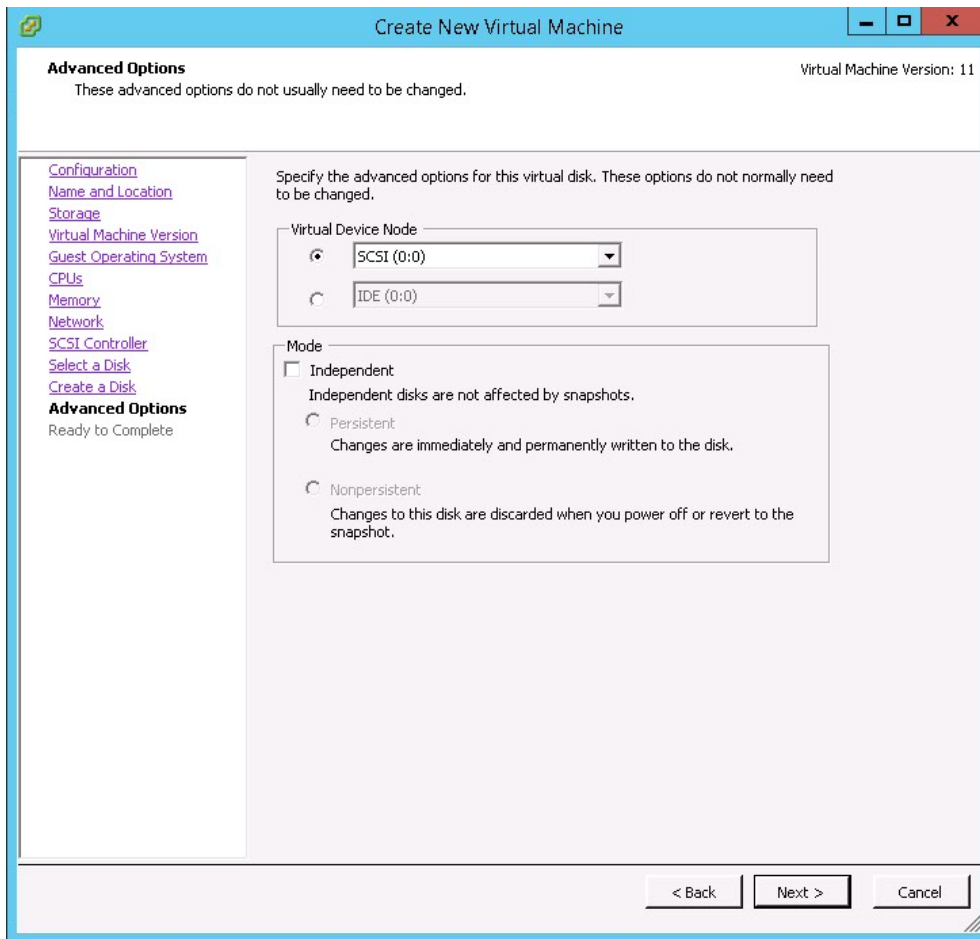 Create New Virtual Machine
Advanced Options
These advanced options do not usually need to be changed.
Virtual Machine Version: 11
Configuration
Name and Location
Storage
Virtual Machine Version
Guest Operating System
CPUs
Memory
Network
SCSI Controller
Select a Disk
Create a Disk
Advanced Options
Ready to Complete
Specify the advanced options for this virtual disk. These options do not normally need
to be changed.
Virtual Device Node
SCSI (0:0)
IDE (0:0)
Mode
Independent
Independent disks are not affected by snapshots.
Persistent
Changes are immediately and permanently written to the disk.
Nonpersistent
Changes to this disk are discarded when you power off or revert to the
snapshot.
< Back
Next >
Cancel